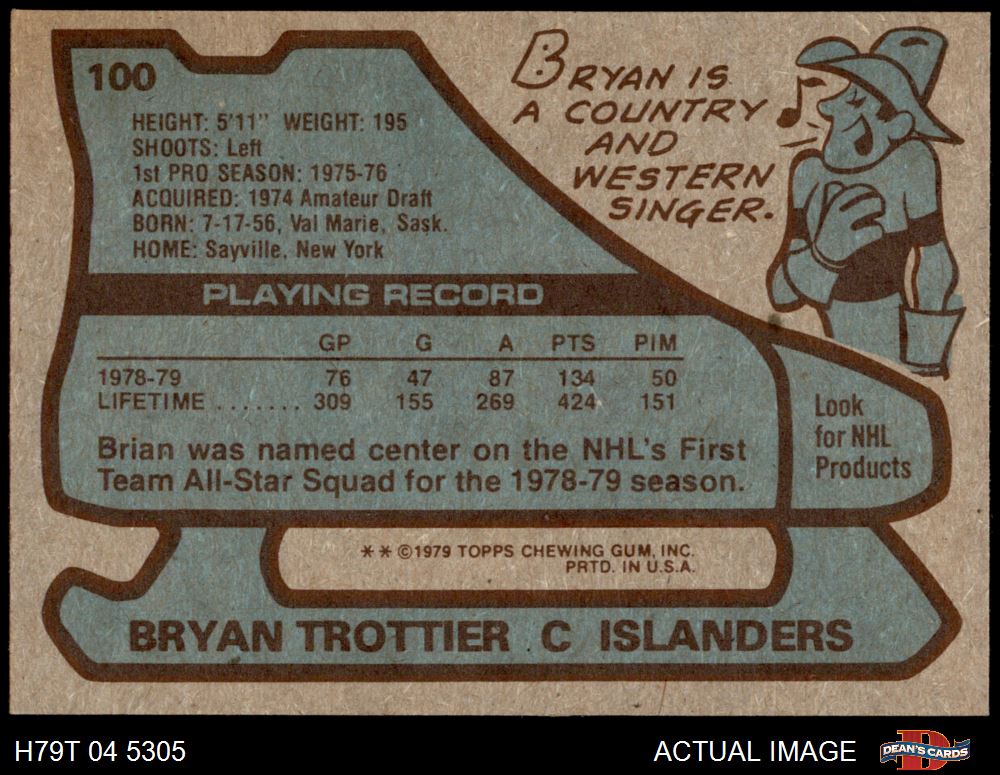 100
HEIGHT: 5'11" WEIGHT: 195
SHOOTS: Left
1st PRO SEASON: 1975-76
ACQUIRED: 1974 Amateur Draft
BORN: 7-17-56, Val Marie, Sask.
HOME: Sayville, New York
BRYAN IS
A COUNTRY
AND
WESTERN
SINGER.
PLAYING RECORD
GP G A PTS PIM
1978-79 76 47 87 134 50
LIFETIME ....... 309 155 269 424 151
Brian was named center on the NHL's First
Team All-Star Squad for the 1978-79 season.
Look
for NHL
Products
**©1979 TOPPS CHEWING GUM, INC.
PRTD. IN U.S.A.
BRYAN TROTTIER C ISLANDERS
H79T 04 5305
ACTUAL IMAGE
D
DEAN'S CARDS